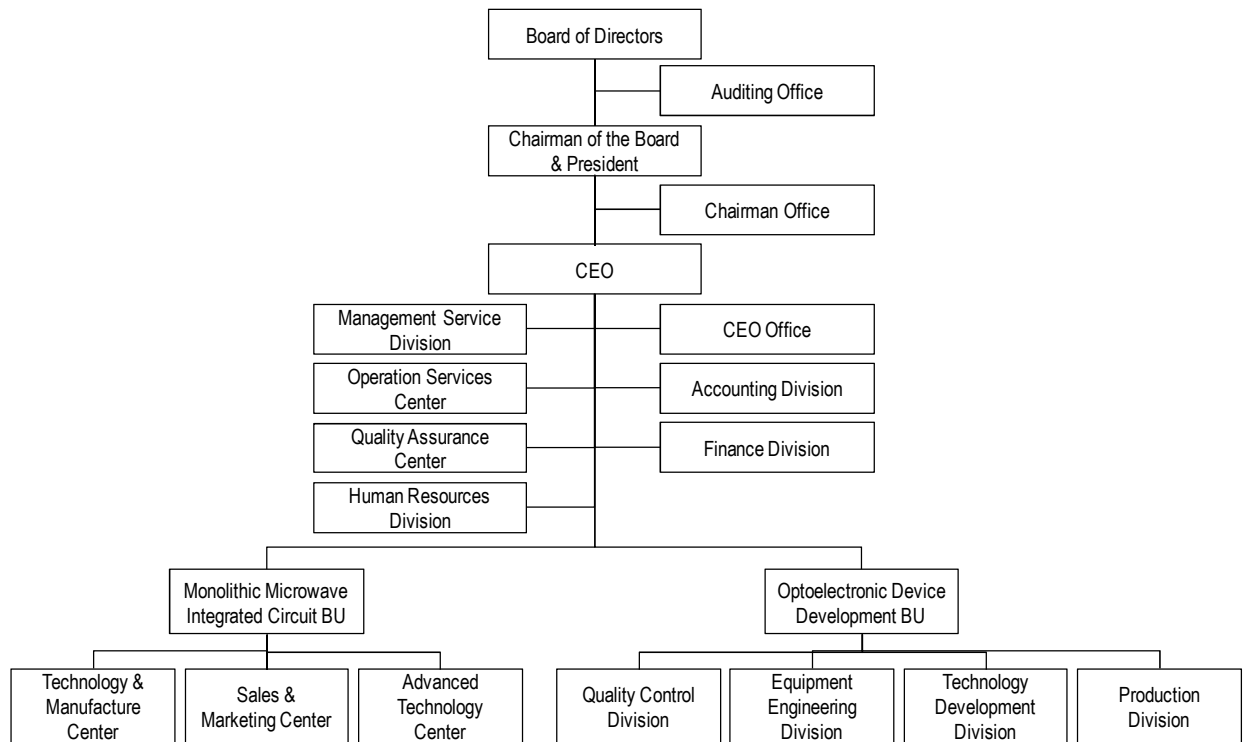 Board of Directors
Auditing Office
Chairman of the Board
& President
Chairman Office
CEO
Management Service
Division
CEO Office
Operation Services
Center
Accounting Division
Quality Assurance
Center
Finance Division
Human Resources
Division
Monolithic Microwave
Integrated Circuit BU
Optoelectronic Device
Development BU
Technology &
Manufacture
Center
Sales &
Marketing Center
Advanced
Technology
Center
Quality Control
Division
Equipment
Engineering
Division
Technology
Development
Division
Production
Division